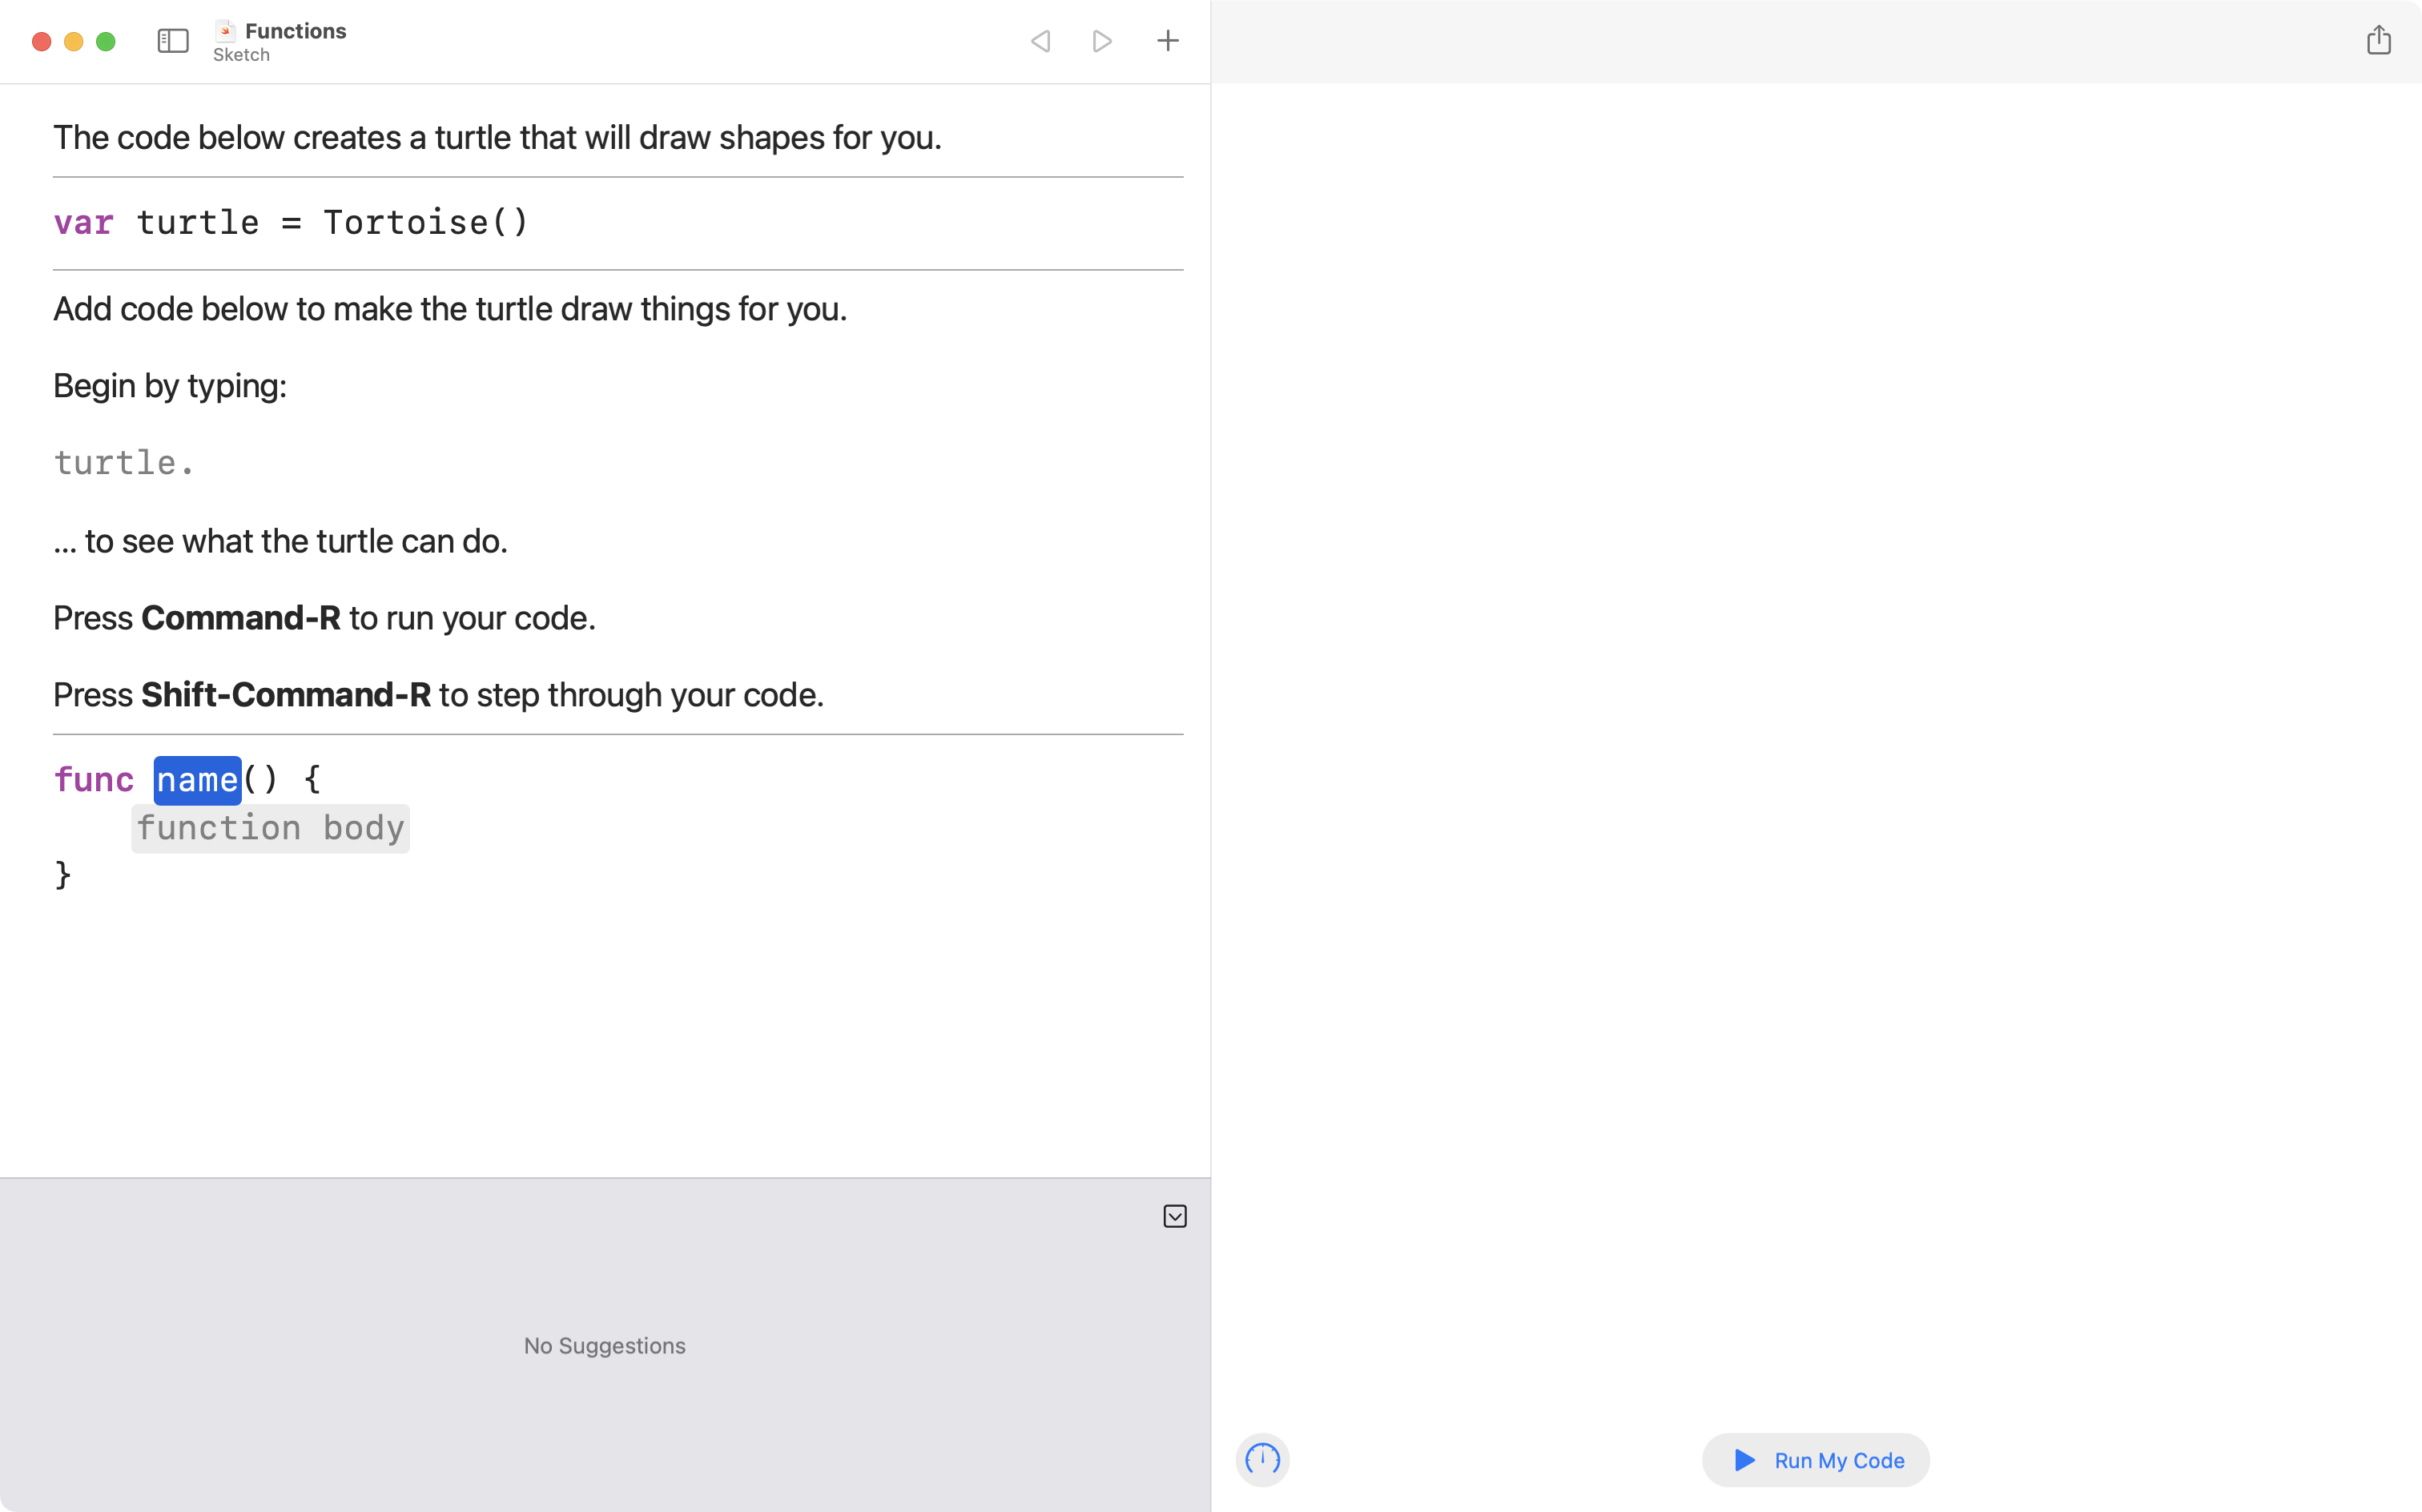 Functions
Sketch
The code below creates a turtle that will draw shapes for you.
var turtle = Tortoise()
Add code below to make the turtle draw things for you.
Begin by typing:
turtle.
... to see what the turtle can do.
Press Command-R to run your code.
Press Shift-Command-R to step through your code.
func name() {
function body
}
No Suggestions
Run My Code